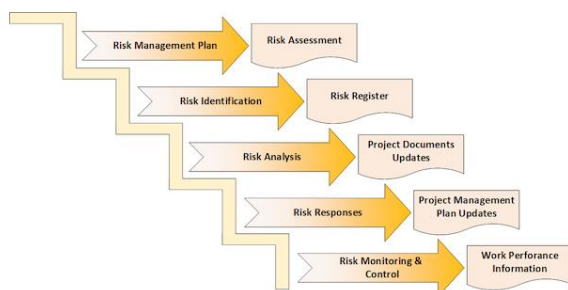 Risk Management Plan
Risk Assessment
Risk Identification
Risk Register
Risk Analysis
Project Documents
Updates
Risk Responses
Project Management
Plan Updates
Risk Monitoring &
Control
Work Perforance
Information